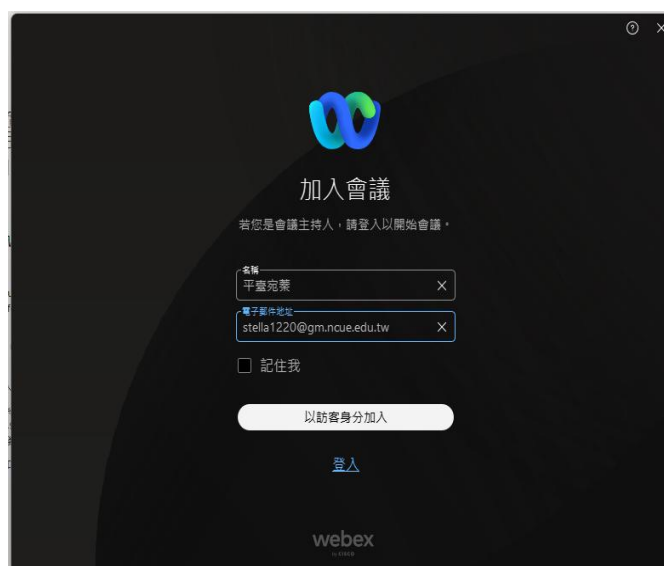 加入會議
若您是會議主持人，請登入以開始會議。
名稱
平臺宛蓁
電子郵件地址
stella1220@gm.ncue.edu.tw
記住我
以訪客身分加入
登入
webex
by CISCO